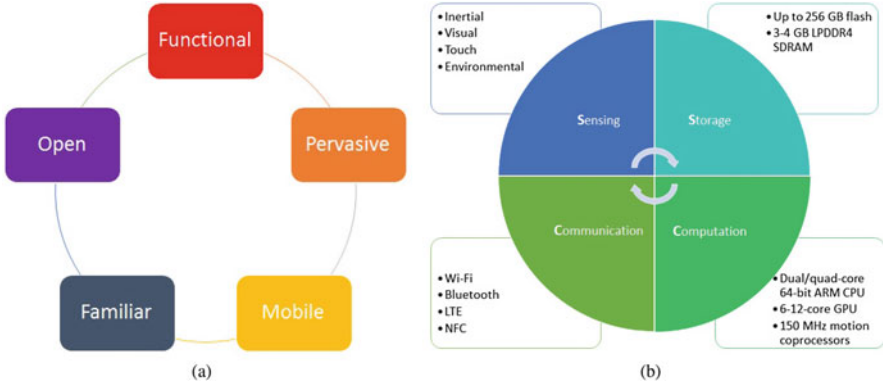 Functional
Open
Pervasive
Familiar
Mobile
(a)
• Inertial
• Visual
• Touch
• Environmental
• Up to 256 GB flash
• 3-4 GB LPDDR4
SDRAM
Sensing
Storage
Communication
Computation
• Wi-Fi
• Bluetooth
• LTE
• NFC
• Dual/quad-core
64-bit ARM CPU
• 6-12-core GPU
• 150 MHz motion
coprocessors
(b)